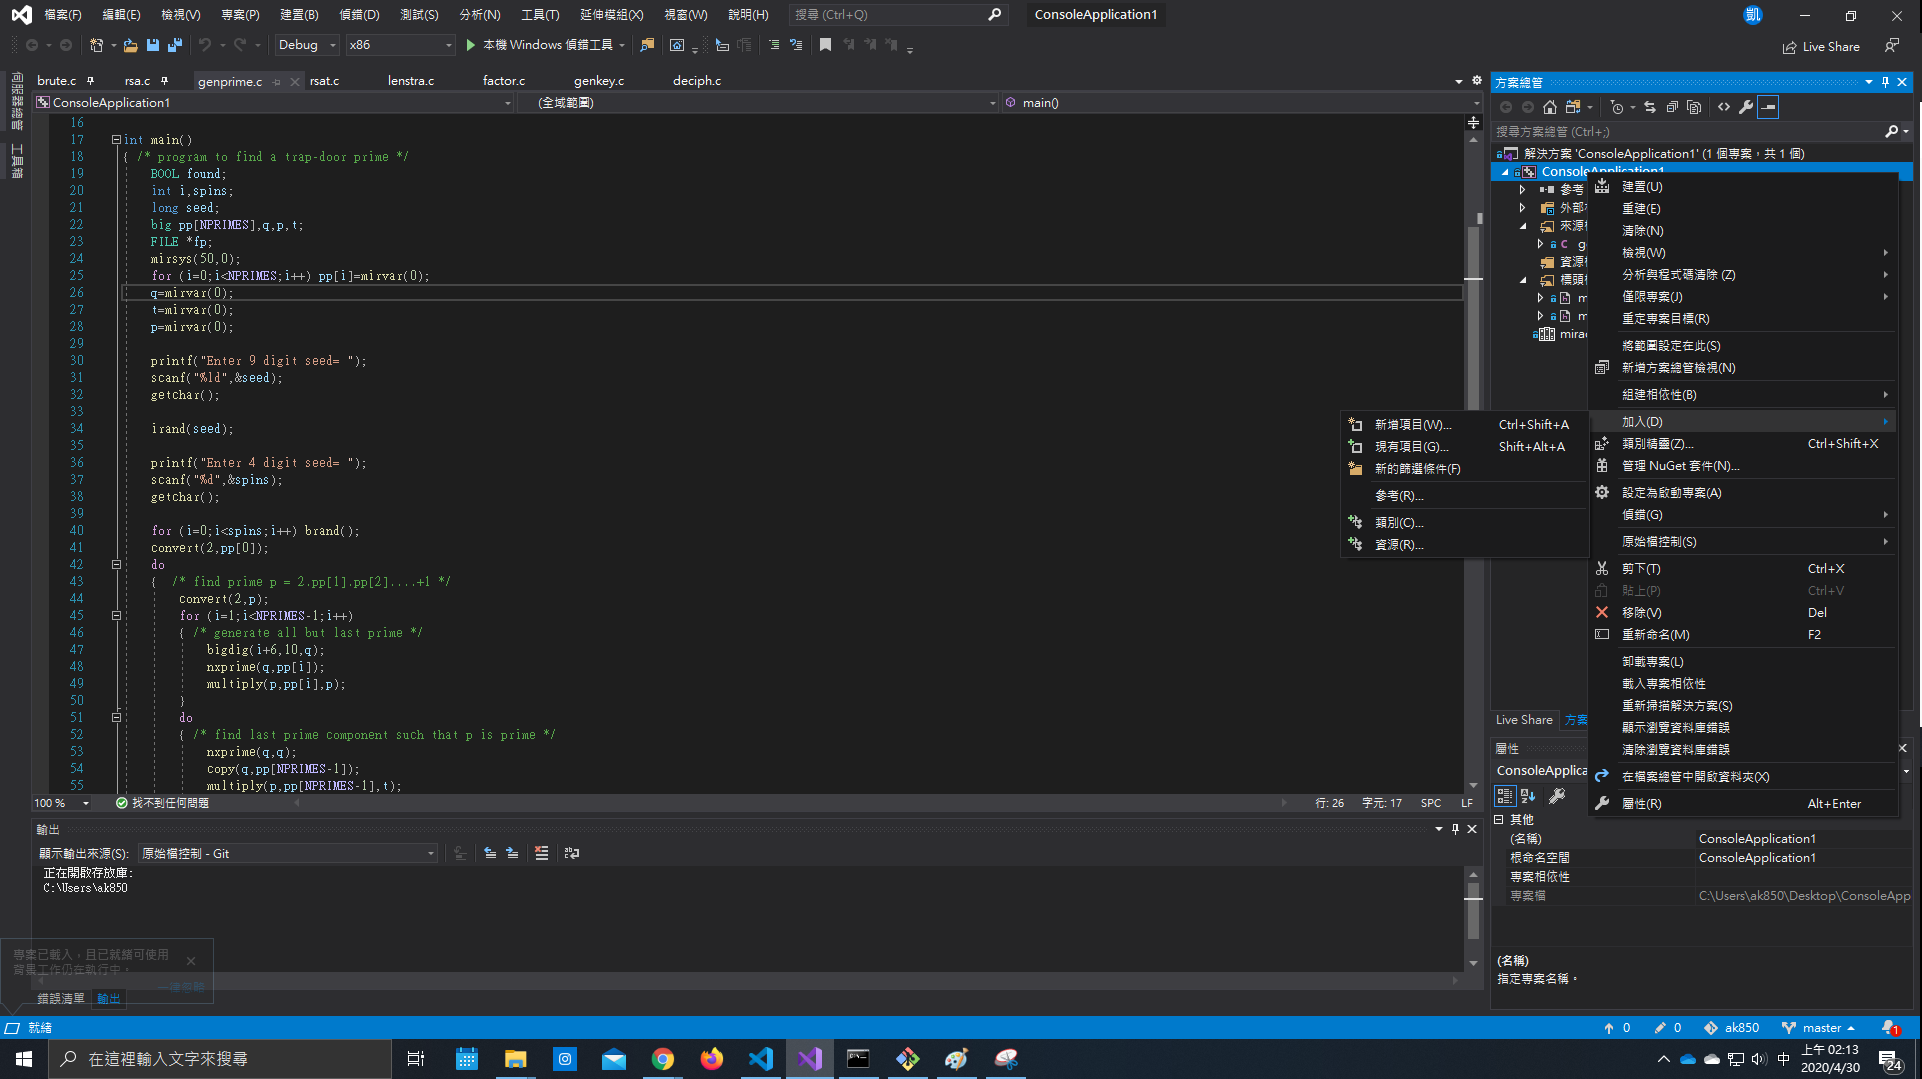 檔案(F) 編輯(E) 檢視(V) 專案(P) 建置(B) 偵錯(D) 測試(S) 分析(N) 工具(T) 延伸模組(X) 視窗(W) 說明(H) 搜尋 (Ctrl+Q) ConsoleApplication1 凱
Debug x86 本機 Windows 偵錯工具 Live Share
伺服器總管
工具箱
brute.c rsa.c genprime.c rsat.c lenstra.c factor.c genkey.c deciph.c
ConsoleApplication1 (全域範圍) main()
16
17 int main()
18 { /* program to find a trap-door prime */
19 BOOL found;
20 int i,spins;
21 long seed;
22 big pp[NPRIMES],q,p,t;
23 FILE *fp;
24 mirsys(50,0);
25 for (i=0;i<NPRIMES;i++) pp[i]=mirvar(0);
26 q=mirvar(0);
27 t=mirvar(0);
28 p=mirvar(0);
29
30 printf("Enter 9 digit seed= ");
31 scanf("%ld",&seed);
32 getchar();
33
34 irand(seed);
35
36 printf("Enter 4 digit seed= ");
37 scanf("%d",&spins);
38 getchar();
39
40 for (i=0;i<spins;i++) brand();
41 convert(2,pp[0]);
42 do
43 { /* find prime p = 2.pp[1].pp[2]....+1 */
44 convert(2,p);
45 for (i=1;i<NPRIMES-1;i++)
46 { /* generate all but last prime */
47 bigdig(i+6,10,q);
48 nxprime(q,pp[i]);
49 multiply(p,pp[i],p);
50 }
51 do
52 { /* find last prime component such that p is prime */
53 nxprime(q,q);
54 copy(q,pp[NPRIMES-1]);
55 multiply(p,pp[NPRIMES-1],t);
100 % 找不到任何問題 行: 26 字元: 17 SPC LF
輸出
顯示輸出來源(S): 原始檔控制 - Git
正在開啟存放庫:
C:\Users\ak850
專案已載入，且已就緒可使用
背景工作仍在執行中。
錯誤清單 輸出
方案總管
搜尋方案總管 (Ctrl+;)
解決方案 'ConsoleApplication1' (1 個專案，共 1 個)
ConsoleApplication1
參考
外部
來源
g
資源
標頭
m
m
mirac
建置(U)
重建(E)
清除(N)
檢視(W)
分析與程式碼清除 (Z)
僅限專案(J)
重定專案目標(R)
將範圍設定在此(S)
新增方案總管檢視(N)
組建相依性(B)
加入(D)
類別精靈(Z)... Ctrl+Shift+X
管理 NuGet 套件(N)...
設定為啟動專案(A)
偵錯(G)
原始檔控制(S)
剪下(T) Ctrl+X
貼上(P) Ctrl+V
移除(V) Del
重新命名(M) F2
卸載專案(L)
載入專案相依性
重新掃描解決方案(S)
顯示瀏覽資料庫錯誤
清除瀏覽資料庫錯誤
在檔案總管中開啟資料夾(X)
屬性(R) Alt+Enter
新增項目(W)... Ctrl+Shift+A
現有項目(G)... Shift+Alt+A
新的篩選條件(F)
參考(R)...
類別(C)...
資源(R)...
Live Share 方案
屬性
ConsoleApplica
其他
(名稱) ConsoleApplication1
根命名空間 ConsoleApplication1
專案相依性
專案檔 C:\Users\ak850\Desktop\ConsoleApp
(名稱)
指定專案名稱。
就緒 0 0 ak850 master 1
在這裡輸入文字來搜尋 中 上午 02:13
2020/4/30 24